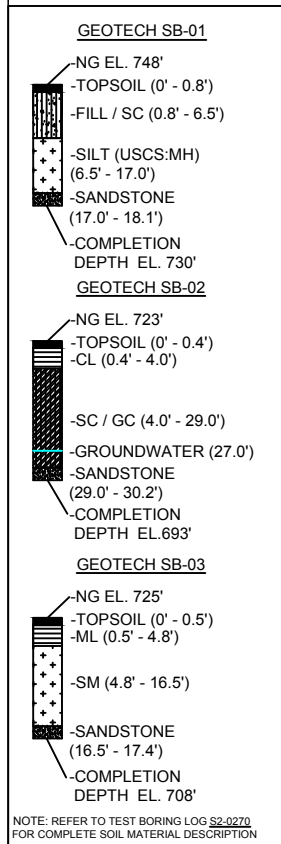 GEOTECH SB-01
-NG EL. 748'
-TOPSOIL (0' - 0.8')
-FILL / SC (0.8' - 6.5')
-SILT (USCS:MH)
(6.5' - 17.0')
-SANDSTONE
(17.0' - 18.1')
-COMPLETION
DEPTH EL. 730'
GEOTECH SB-02
-NG EL. 723'
-TOPSOIL (0' - 0.4')
-CL (0.4' - 4.0')
-SC / GC (4.0' - 29.0')
-GROUNDWATER (27.0')
-SANDSTONE
(29.0' - 30.2')
-COMPLETION
DEPTH EL.693'
GEOTECH SB-03
-NG EL. 725'
-TOPSOIL (0' - 0.5')
-ML (0.5' - 4.8')
-SM (4.8' - 16.5')
-SANDSTONE
(16.5' - 17.4')
-COMPLETION
DEPTH EL. 708'
NOTE: REFER TO TEST BORING LOG S2-0270
FOR COMPLETE SOIL MATERIAL DESCRIPTION